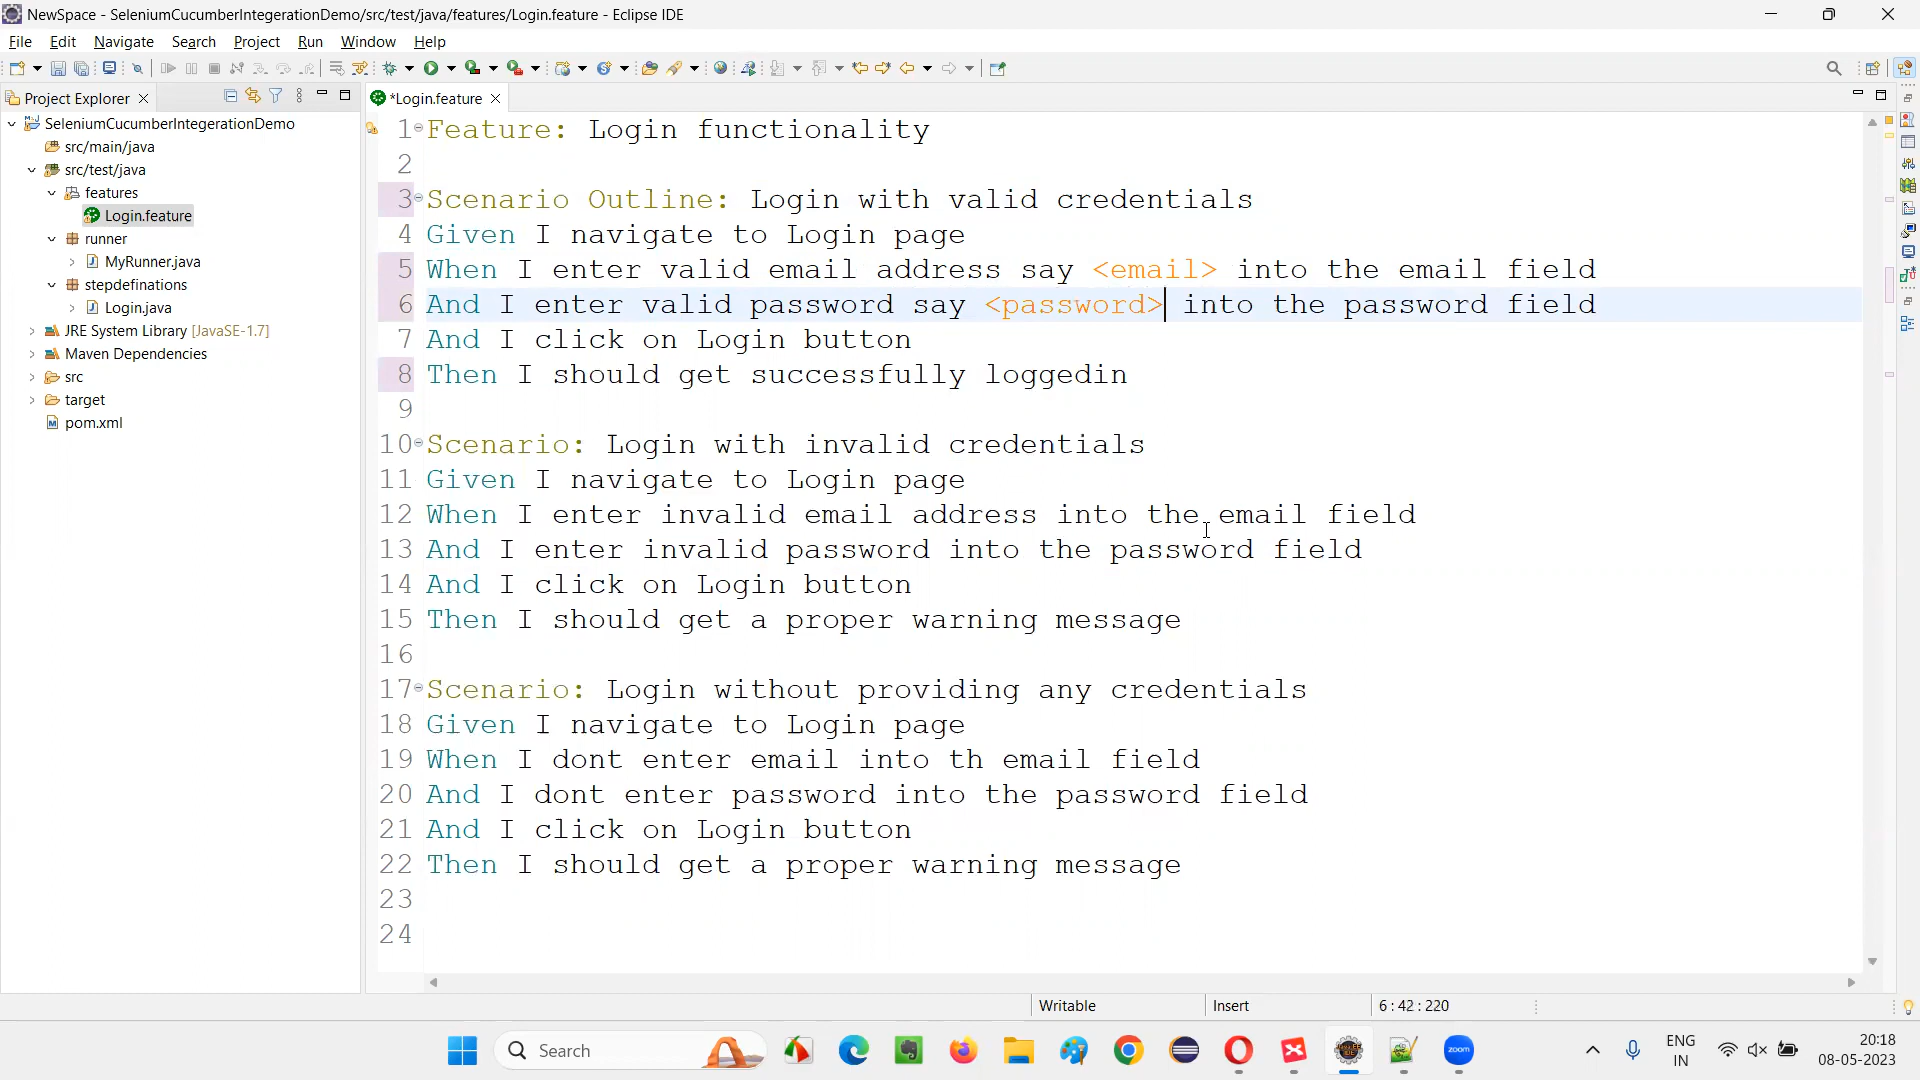 NewSpace - SeleniumCucumberIntegerationDemo/src/test/java/features/Login.feature - Eclipse IDE
File Edit Navigate Search Project Run Window Help
Project Explorer
SeleniumCucumberIntegerationDemo
src/main/java
src/test/java
features
Login.feature
runner
MyRunner.java
stepdefinations
Login.java
JRE System Library [JavaSE-1.7]
Maven Dependencies
src
target
pom.xml
*Login.feature
1 Feature: Login functionality
2
3 Scenario Outline: Login with valid credentials
4 Given I navigate to Login page
5 When I enter valid email address say <email> into the email field
6 And I enter valid password say <password> into the password field
7 And I click on Login button
8 Then I should get successfully loggedin
9
10 Scenario: Login with invalid credentials
11 Given I navigate to Login page
12 When I enter invalid email address into the email field
13 And I enter invalid password into the password field
14 And I click on Login button
15 Then I should get a proper warning message
16
17 Scenario: Login without providing any credentials
18 Given I navigate to Login page
19 When I dont enter email into th email field
20 And I dont enter password into the password field
21 And I click on Login button
22 Then I should get a proper warning message
23
24
Writable Insert 6 : 42 : 220
Search
zoom
ENG
IN
20:18
08-05-2023